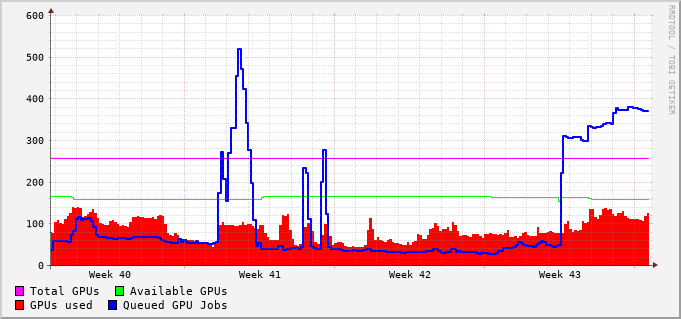 600
500
400
300
200
100
0
Week 40 Week 41 Week 42 Week 43
Total GPUs Available GPUs
GPUs used Queued GPU Jobs
RRDTOOL / TOBI OETIKER